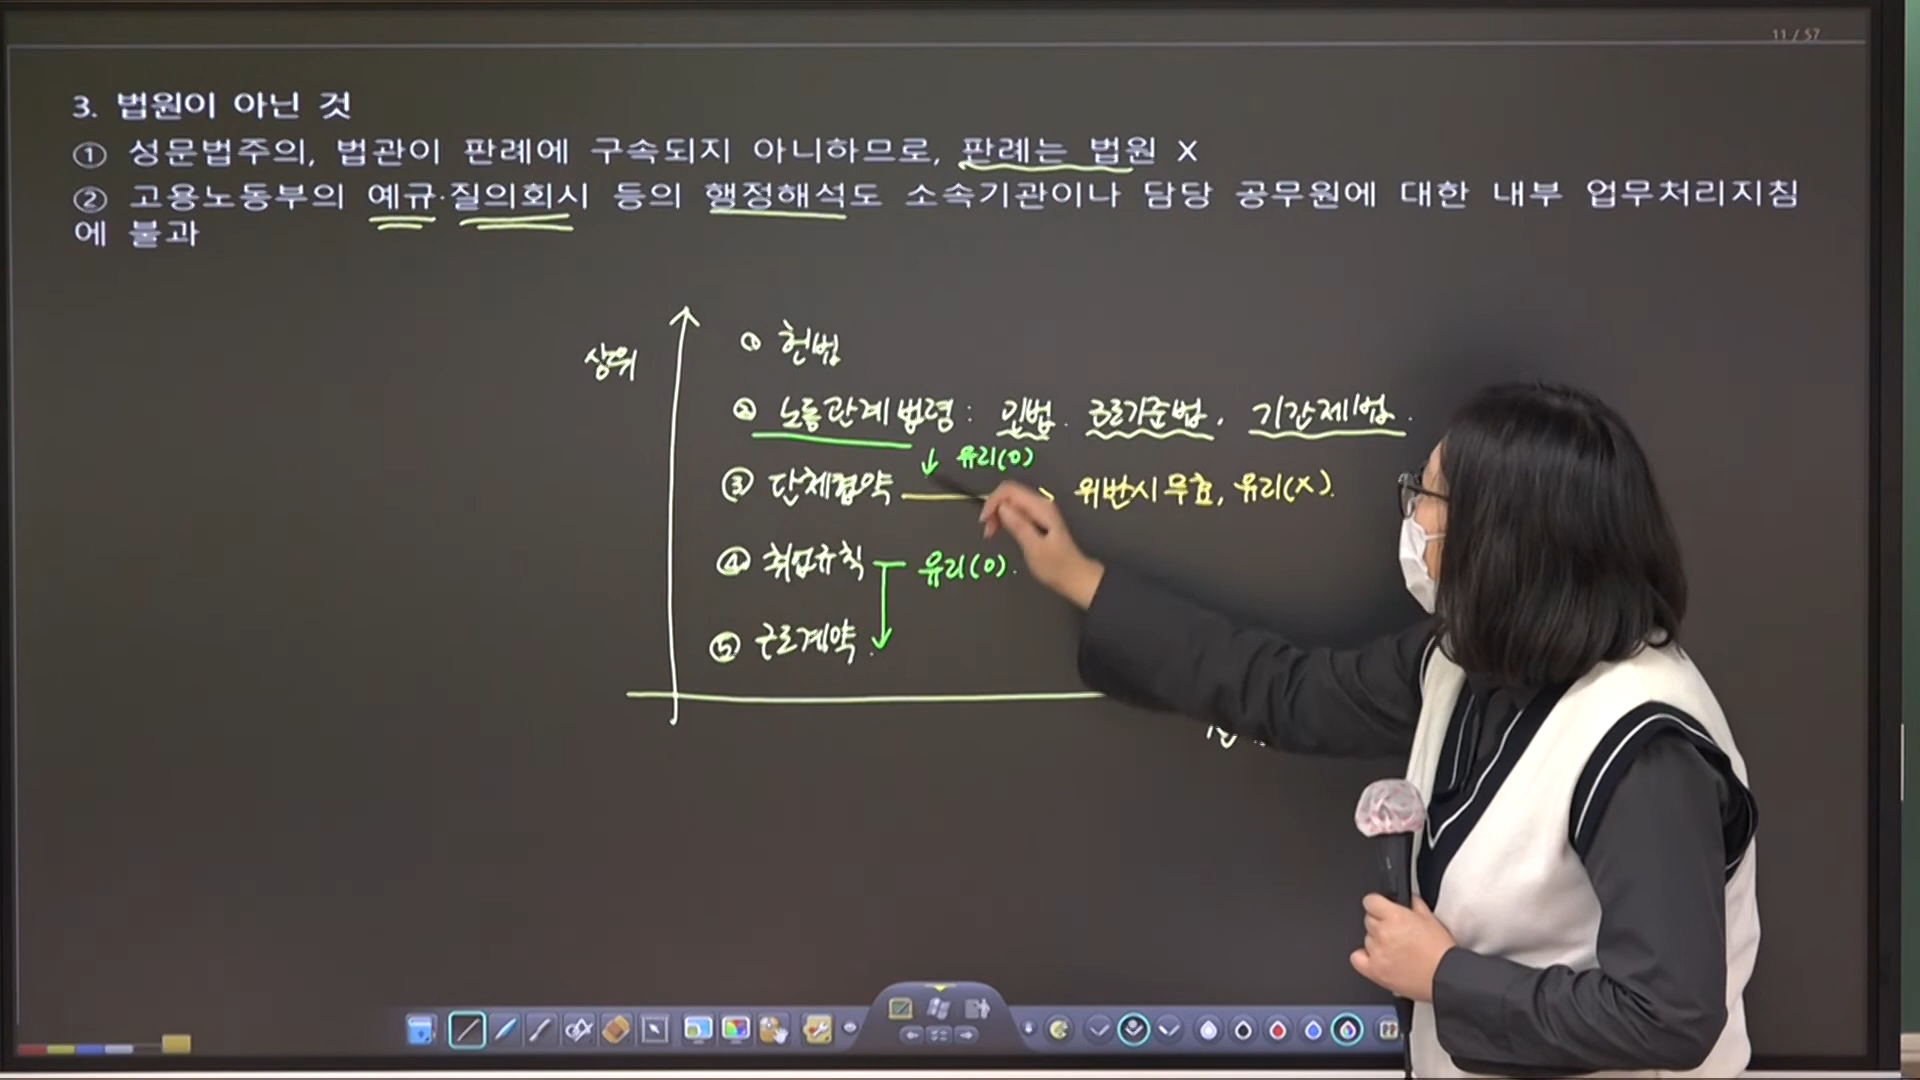 11 / 57
3. 법원이 아닌 것
① 성문법주의, 법관이 판례에 구속되지 아니하므로, 판례는 법원 X
② 고용노동부의 예규·질의회시 등의 행정해석도 소속기관이나 담당 공무원에 대한 내부 업무처리지침
에 불과
상위
① 헌법
② 노동관계법령 : 민법. 근로기준법, 기간제법.
↓ 유리(O)
③ 단체협약 → 위반시 무효, 유리(X).
④ 취업규칙 유리(O).
⑤ 근로계약.